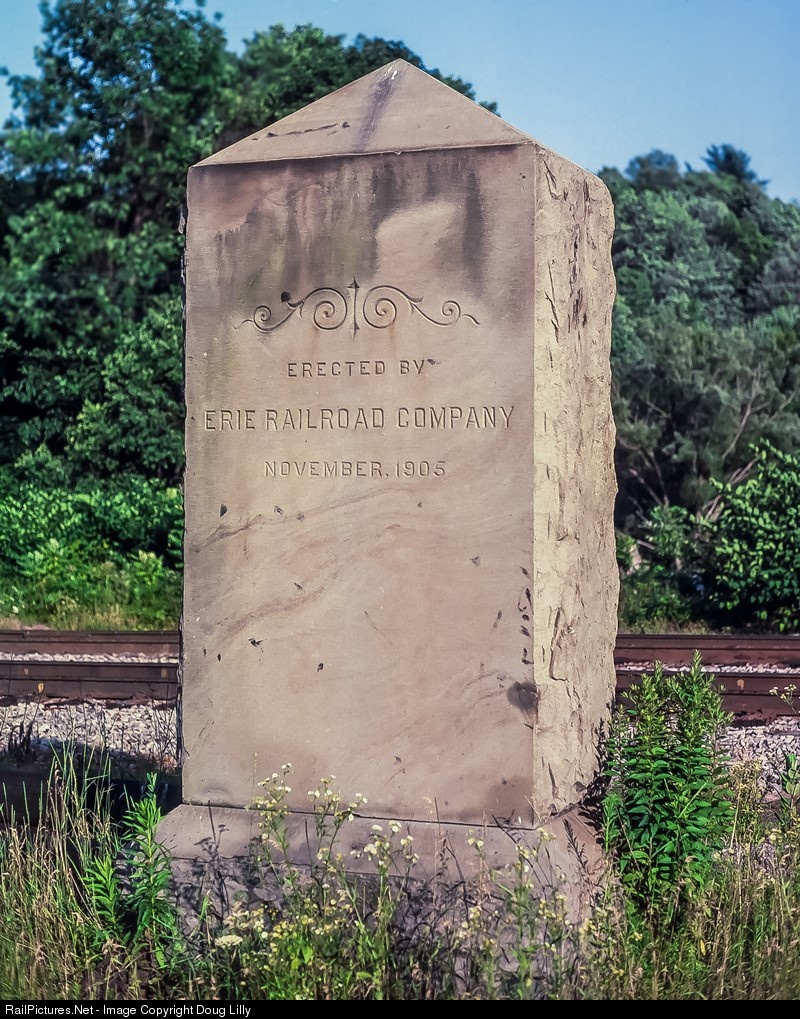 ERECTED BY
ERIE RAILROAD COMPANY
NOVEMBER, 1905
RailPictures.Net - Image Copyright Doug Lilly